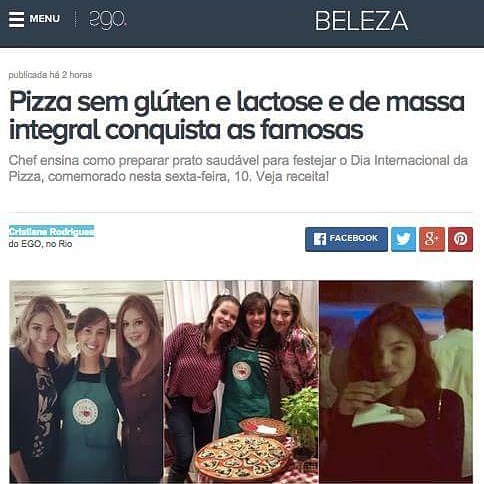 MENU ego. BELEZA
publicada há 2 horas
Pizza sem glúten e lactose e de massa
integral conquista as famosas
Chef ensina como preparar prato saudável para festejar o Dia Internacional da
Pizza, comemorado nesta sexta-feira, 10. Veja receita!
Cristiane Rodrigues
do EGO, no Rio
FACEBOOK